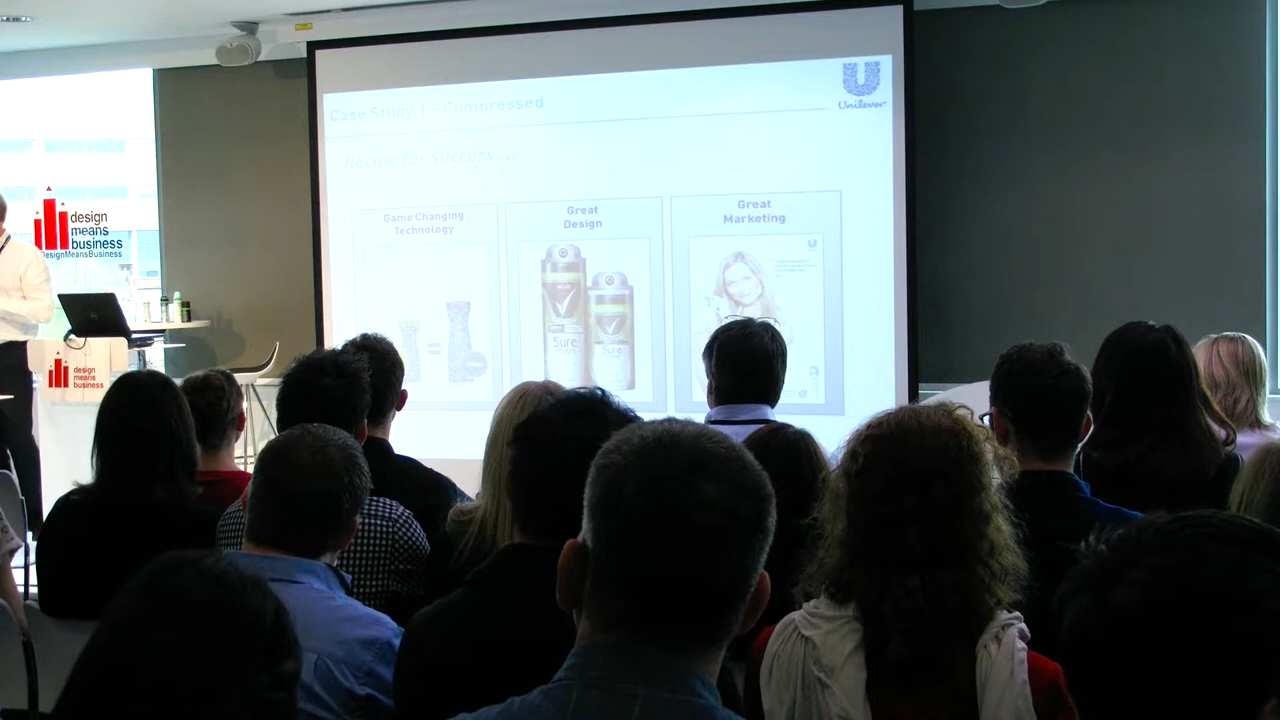 Case Study 1 - Compressed
Unilever
Recipe for Success....
Game Changing
Technology
Great
Design
Great
Marketing
Sure
Sure
design
means
business
DesignMeansBusiness
design
means
business